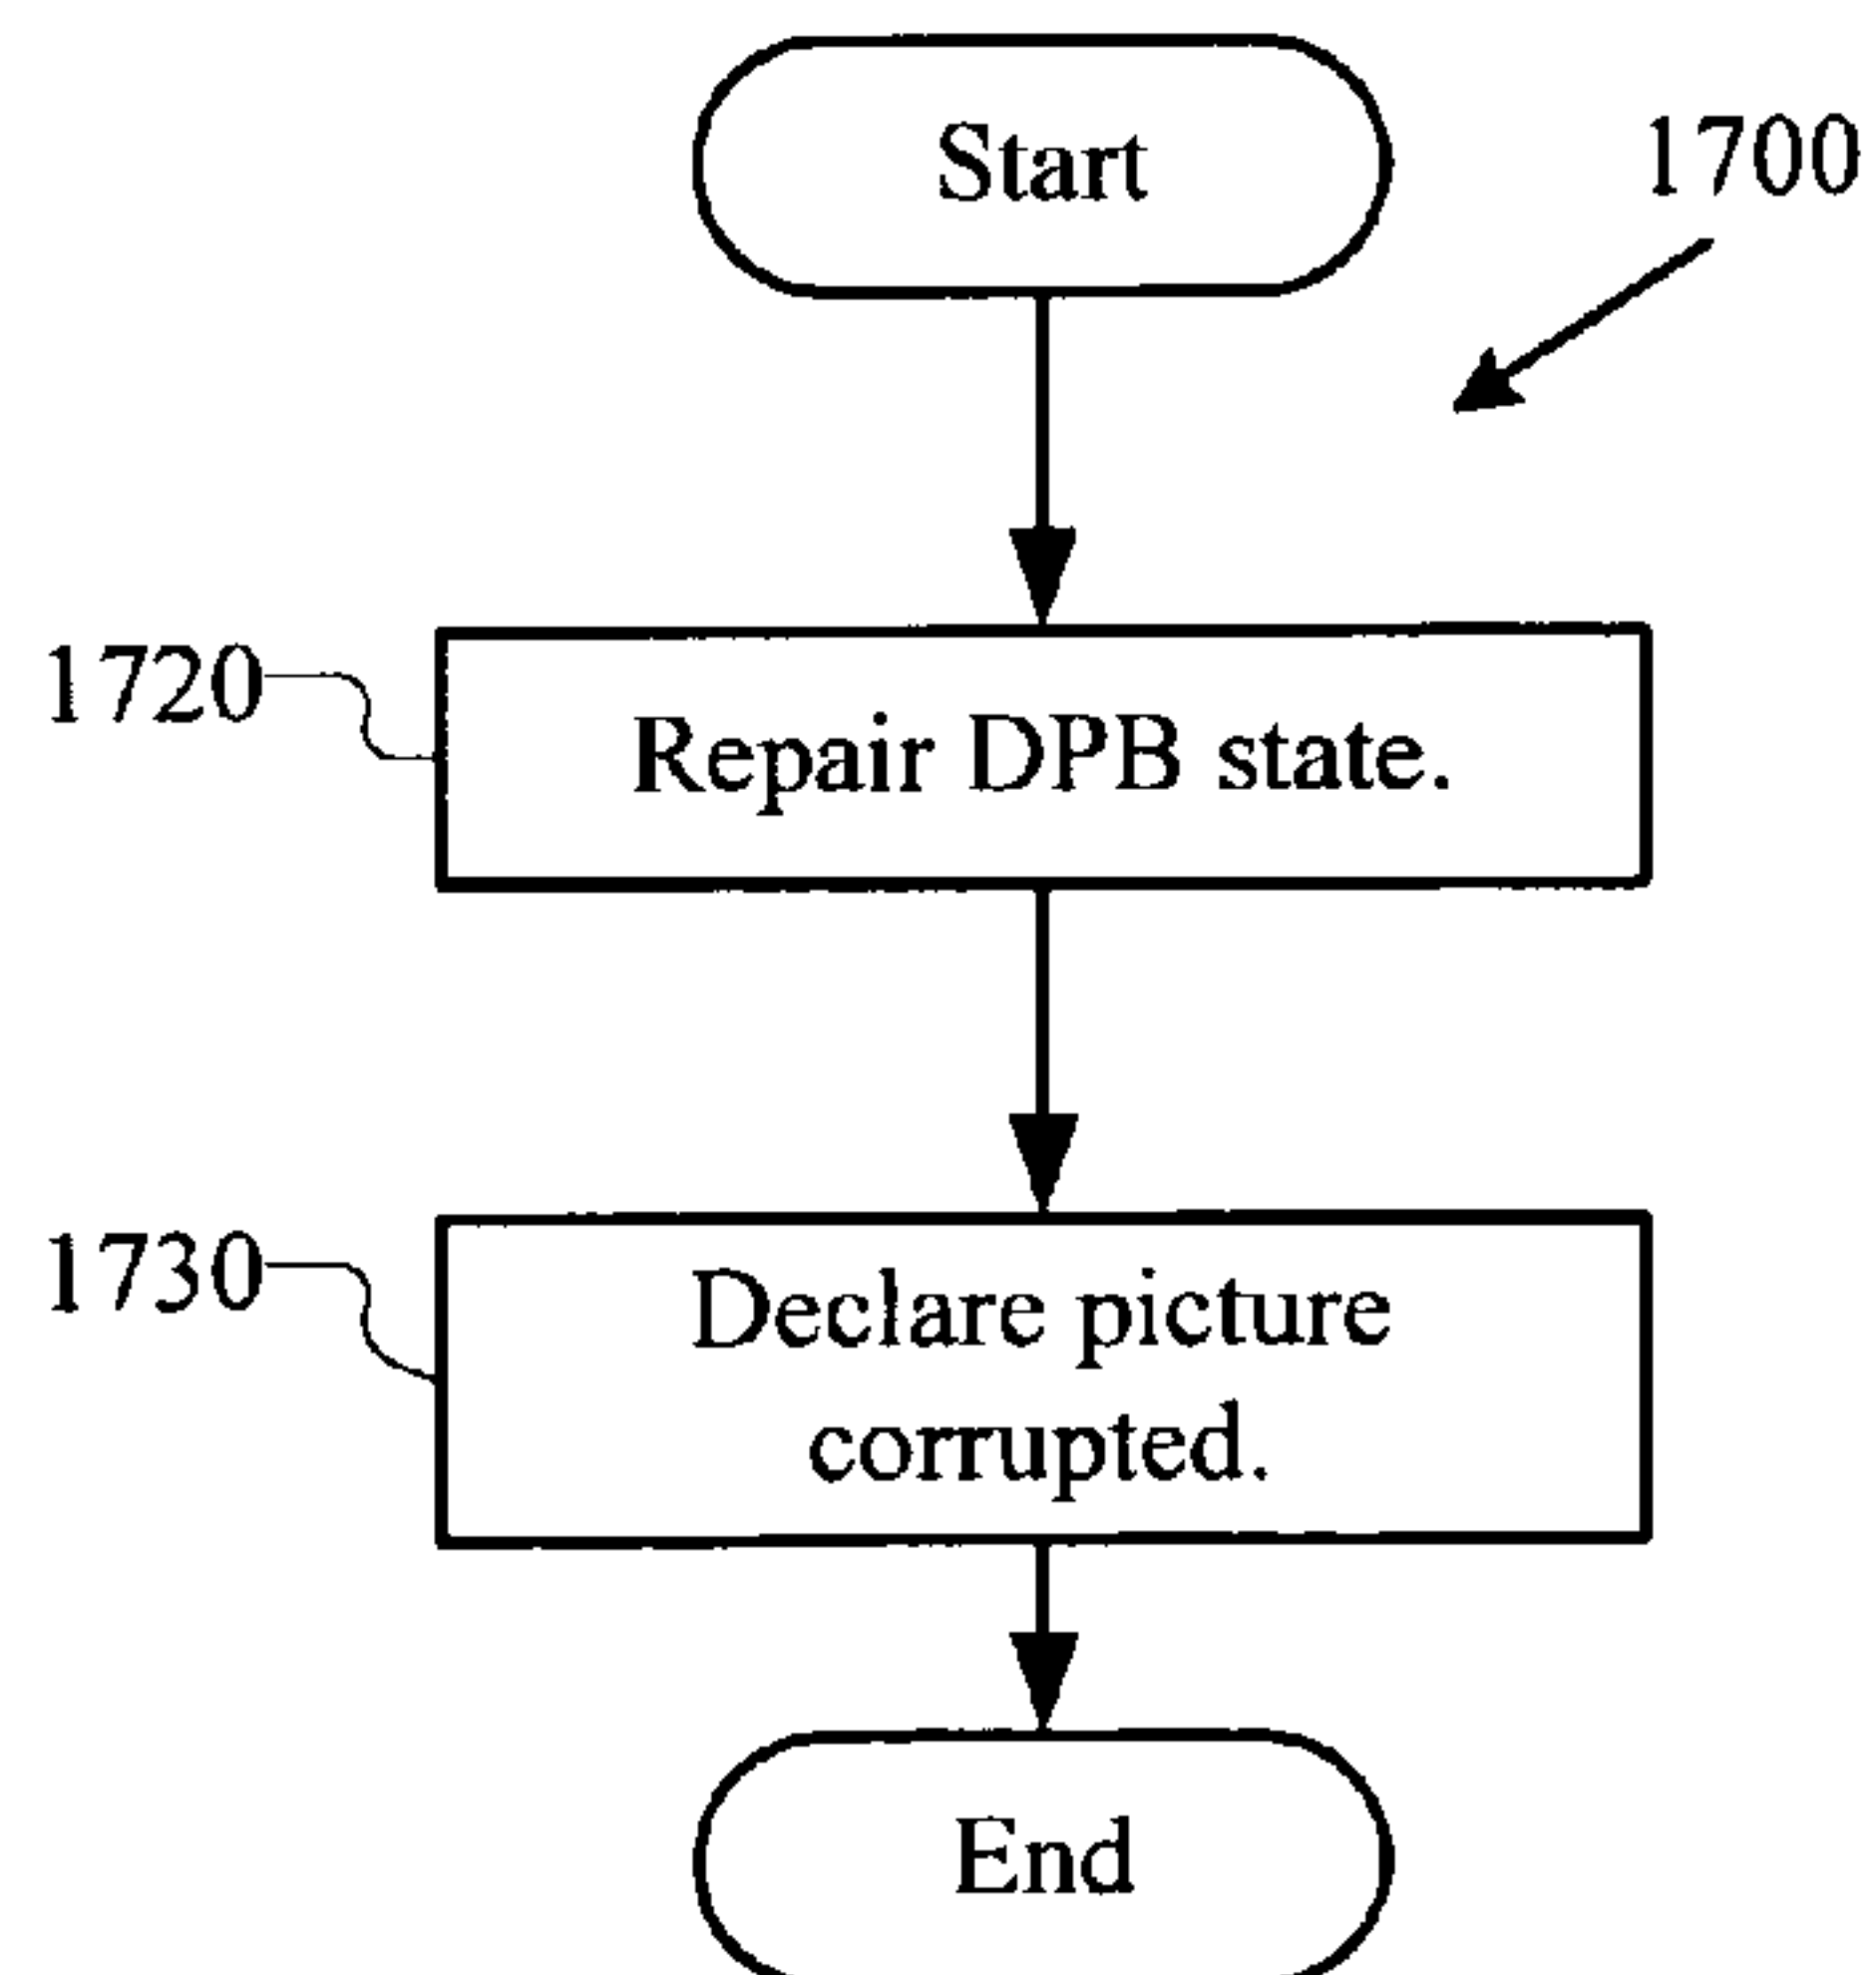 Start
1700
1720
Repair DPB state.
1730
Declare picture
corrupted.
End